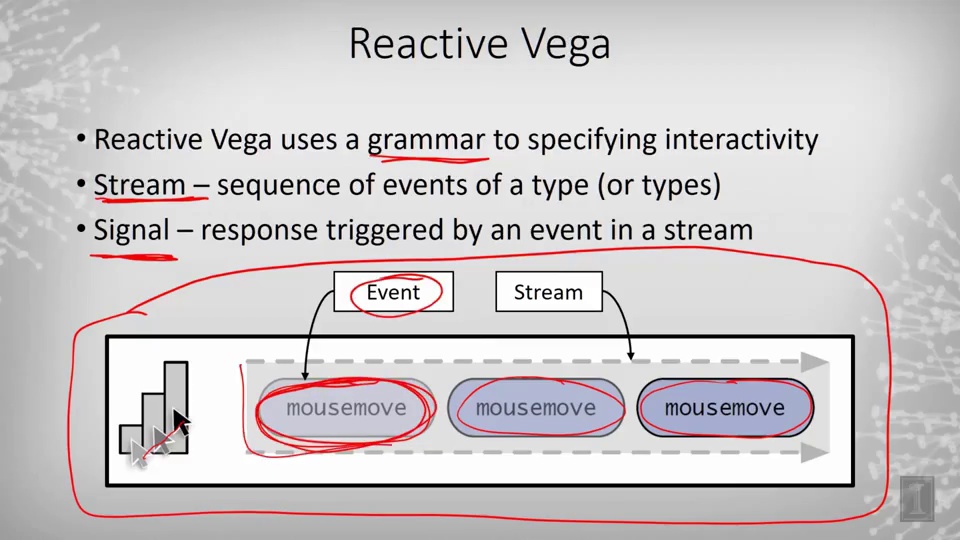 Reactive Vega
• Reactive Vega uses a grammar to specifying interactivity
• Stream – sequence of events of a type (or types)
• Signal – response triggered by an event in a stream
Event Stream
mousemove mousemove mousemove
I